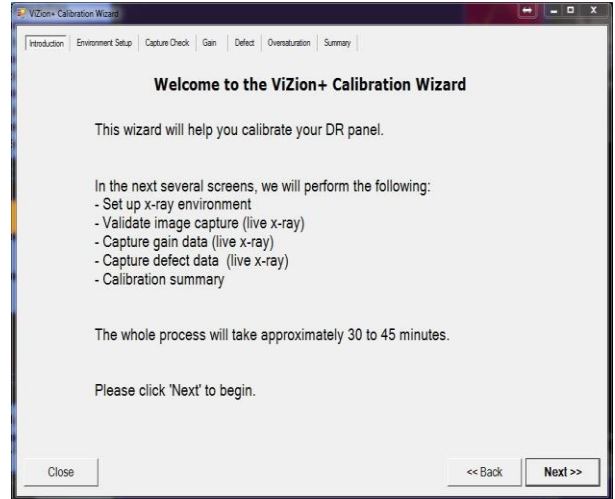 ViZion+ Calibration Wizard
Introduction Environment Setup Capture Check Gain Defect Oversaturation Summary
Welcome to the ViZion+ Calibration Wizard
This wizard will help you calibrate your DR panel.
In the next several screens, we will perform the following:
- Set up x-ray environment
- Validate image capture (live x-ray)
- Capture gain data (live x-ray)
- Capture defect data  (live x-ray)
- Calibration summary
The whole process will take approximately 30 to 45 minutes.
Please click 'Next' to begin.
Close << Back Next >>